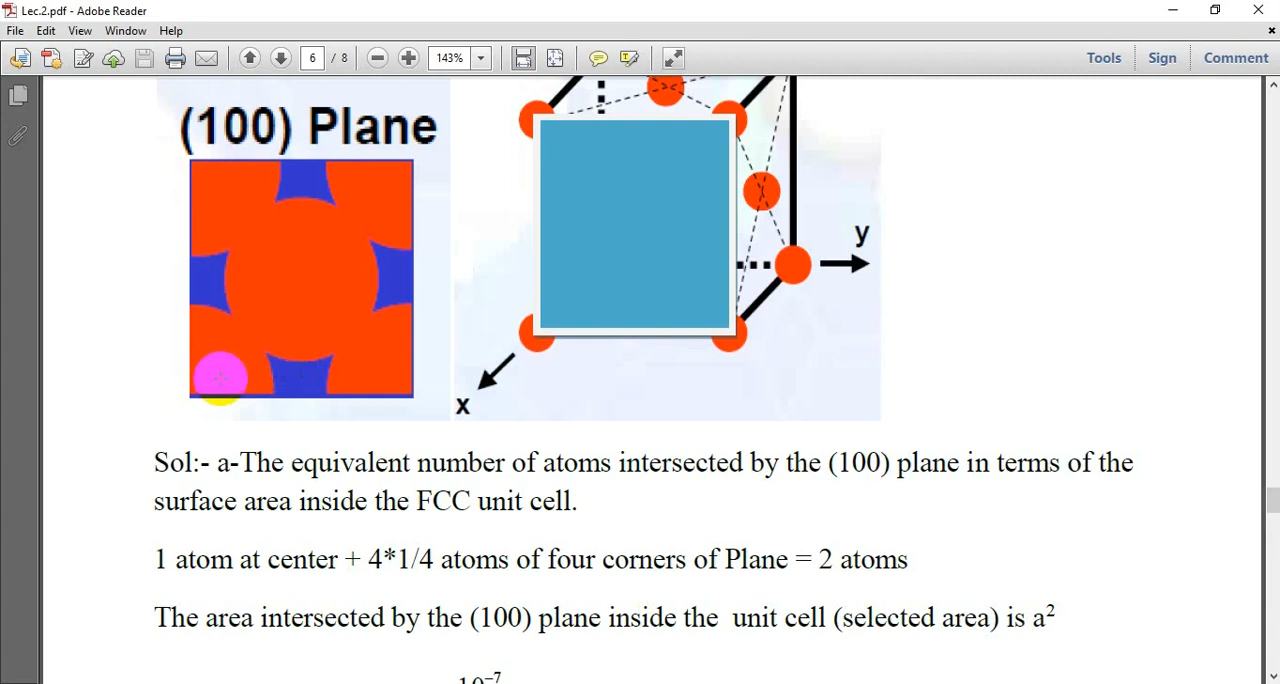 Lec.2.pdf - Adobe Reader
File Edit View Window Help
6 / 8 143% Tools Sign Comment
(100) Plane
y
x
Sol:- a-The equivalent number of atoms intersected by the (100) plane in terms of the
surface area inside the FCC unit cell.
1 atom at center + 4*1/4 atoms of four corners of Plane = 2 atoms
The area intersected by the (100) plane inside the unit cell (selected area) is a²
10⁻⁷